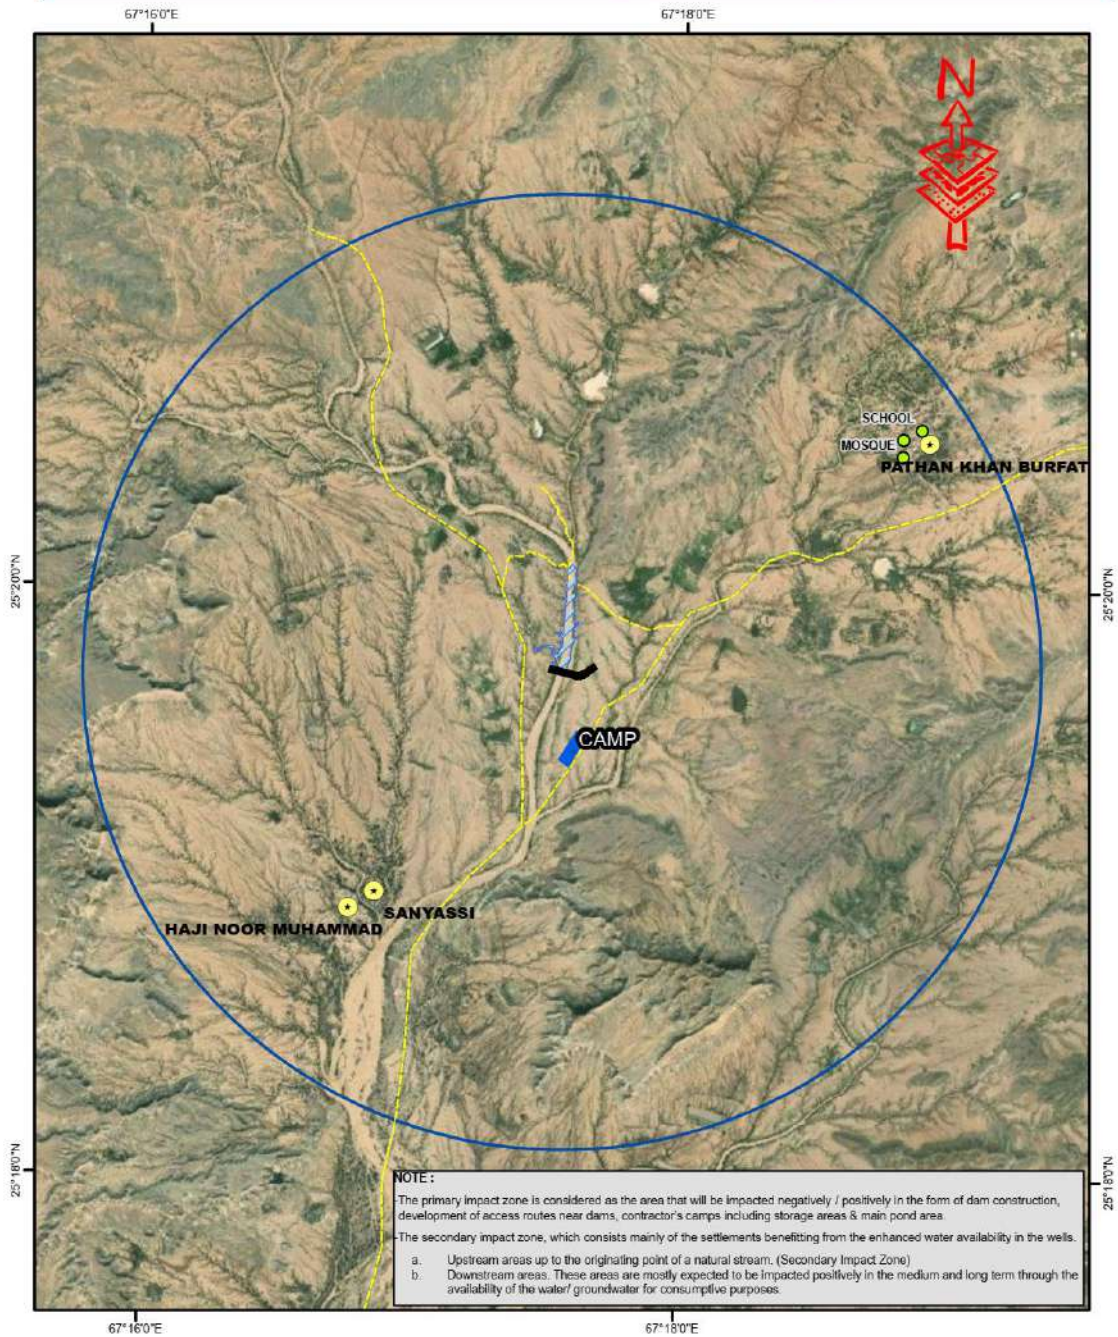 67°16'0"E
67°18'0"E
N
SCHOOL
MOSQUE
PATHAN KHAN BURFAT
25°20'0"N
25°20'0"N
CAMP
SANYASSI
HAJI NOOR MUHAMMAD
25°18'0"N
25°18'0"N
NOTE :
-The primary impact zone is considered as the area that will be impacted negatively / positively in the form of dam construction,
development of access routes near dams, contractor's camps including storage areas & main pond area.
-The secondary impact zone, which consists mainly of the settlements benefitting from the enhanced water availability in the wells.
a. Upstream areas up to the originating point of a natural stream. (Secondary Impact Zone)
b. Downstream areas. These areas are mostly expected to be impacted positively in the medium and long term through the
availability of the water/ groundwater for consumptive purposes.
67°16'0"E
67°18'0"E